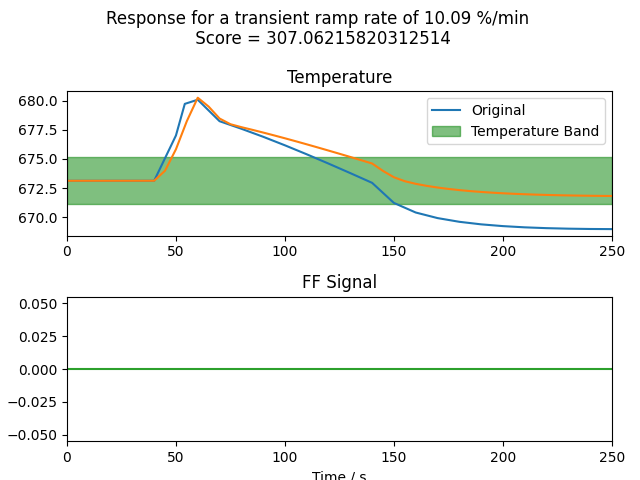 Response for a transient ramp rate of 10.09 %/min
Score = 307.06215820312514
Temperature
680.0
677.5
675.0
672.5
670.0
Original
Temperature Band
0 50 100 150 200 250
FF Signal
0.050
0.025
0.000
−0.025
−0.050
0 50 100 150 200 250
Time / s